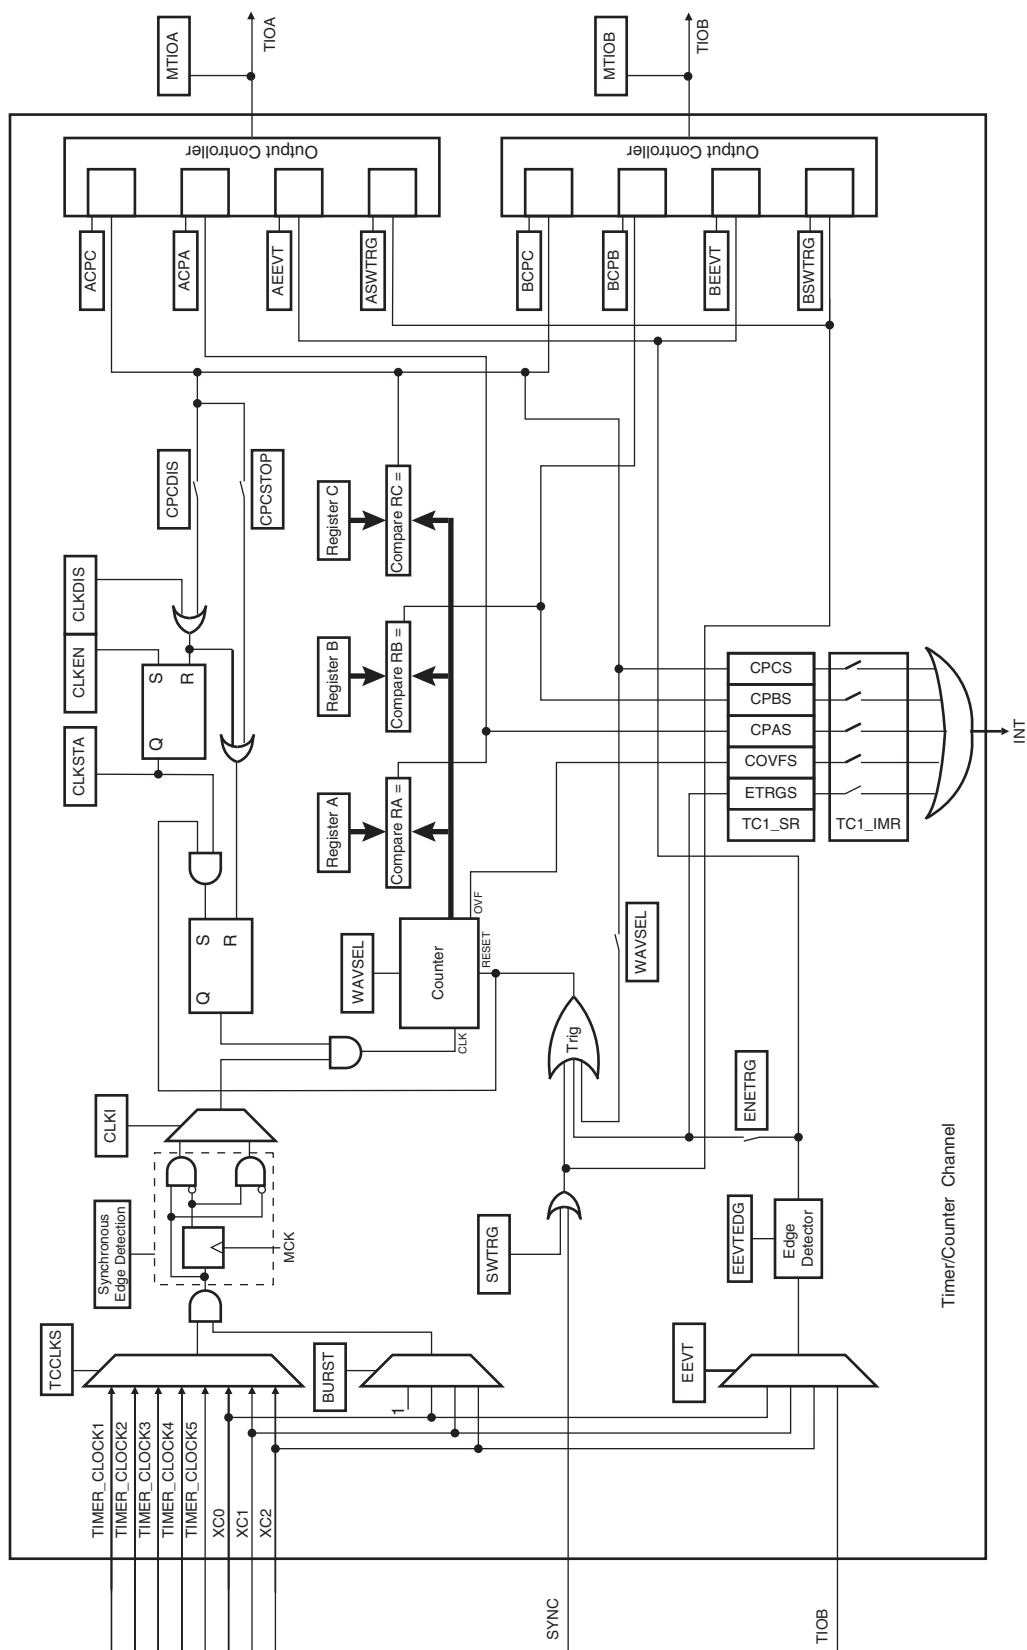 TIMER_CLOCK1
TIMER_CLOCK2
TIMER_CLOCK3
TIMER_CLOCK4
TIMER_CLOCK5
XC0
XC1
XC2
TCCLKS
Synchronous
Edge Detection
CLKI
MCK
BURST
1
CLKSTA
CLKEN
CLKDIS
Q
S
R
Q
S
R
CPCDIS
CPCSTOP
ACPC
ACPA
AEEVT
ASWTRG
Output Controller
MTIOA
TIOA
WAVSEL
Counter
CLK
RESET
OVF
Register A
Register B
Register C
Compare RA =
Compare RB =
Compare RC =
SYNC
SWTRG
Trig
WAVSEL
BCPC
BCPB
BEEVT
BSWTRG
Output Controller
MTIOB
TIOB
TIOB
EEVT
EEVTEDG
Edge
Detector
ENETRG
CPCS
CPBS
CPAS
COVFS
ETRGS
TC1_SR
TC1_IMR
INT
Timer/Counter Channel